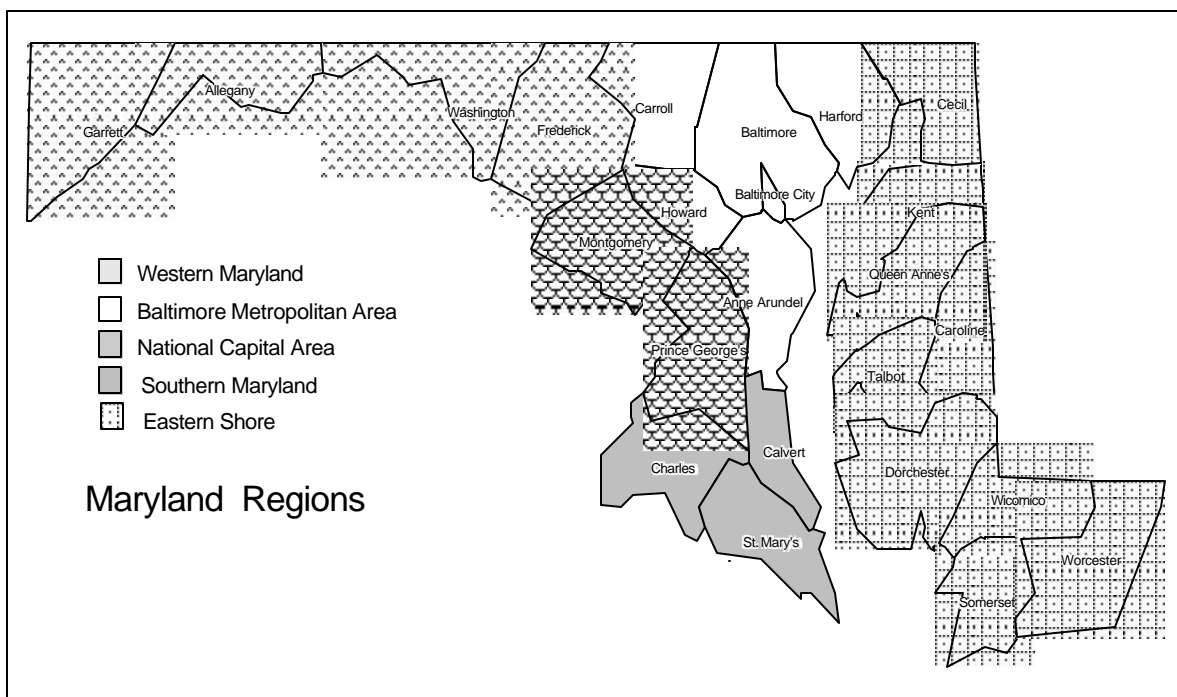 Allegany
Garrett
Washington
Frederick
Carroll
Baltimore
Harford
Cecil
Baltimore City
Howard
Kent
Montgomery
Queen Anne's
Anne Arundel
Caroline
Prince George's
Talbot
Calvert
Charles
Dorchester
Wicomico
St. Mary's
Worcester
Somerset
Western Maryland
Baltimore Metropolitan Area
National Capital Area
Southern Maryland
Eastern Shore
Maryland Regions